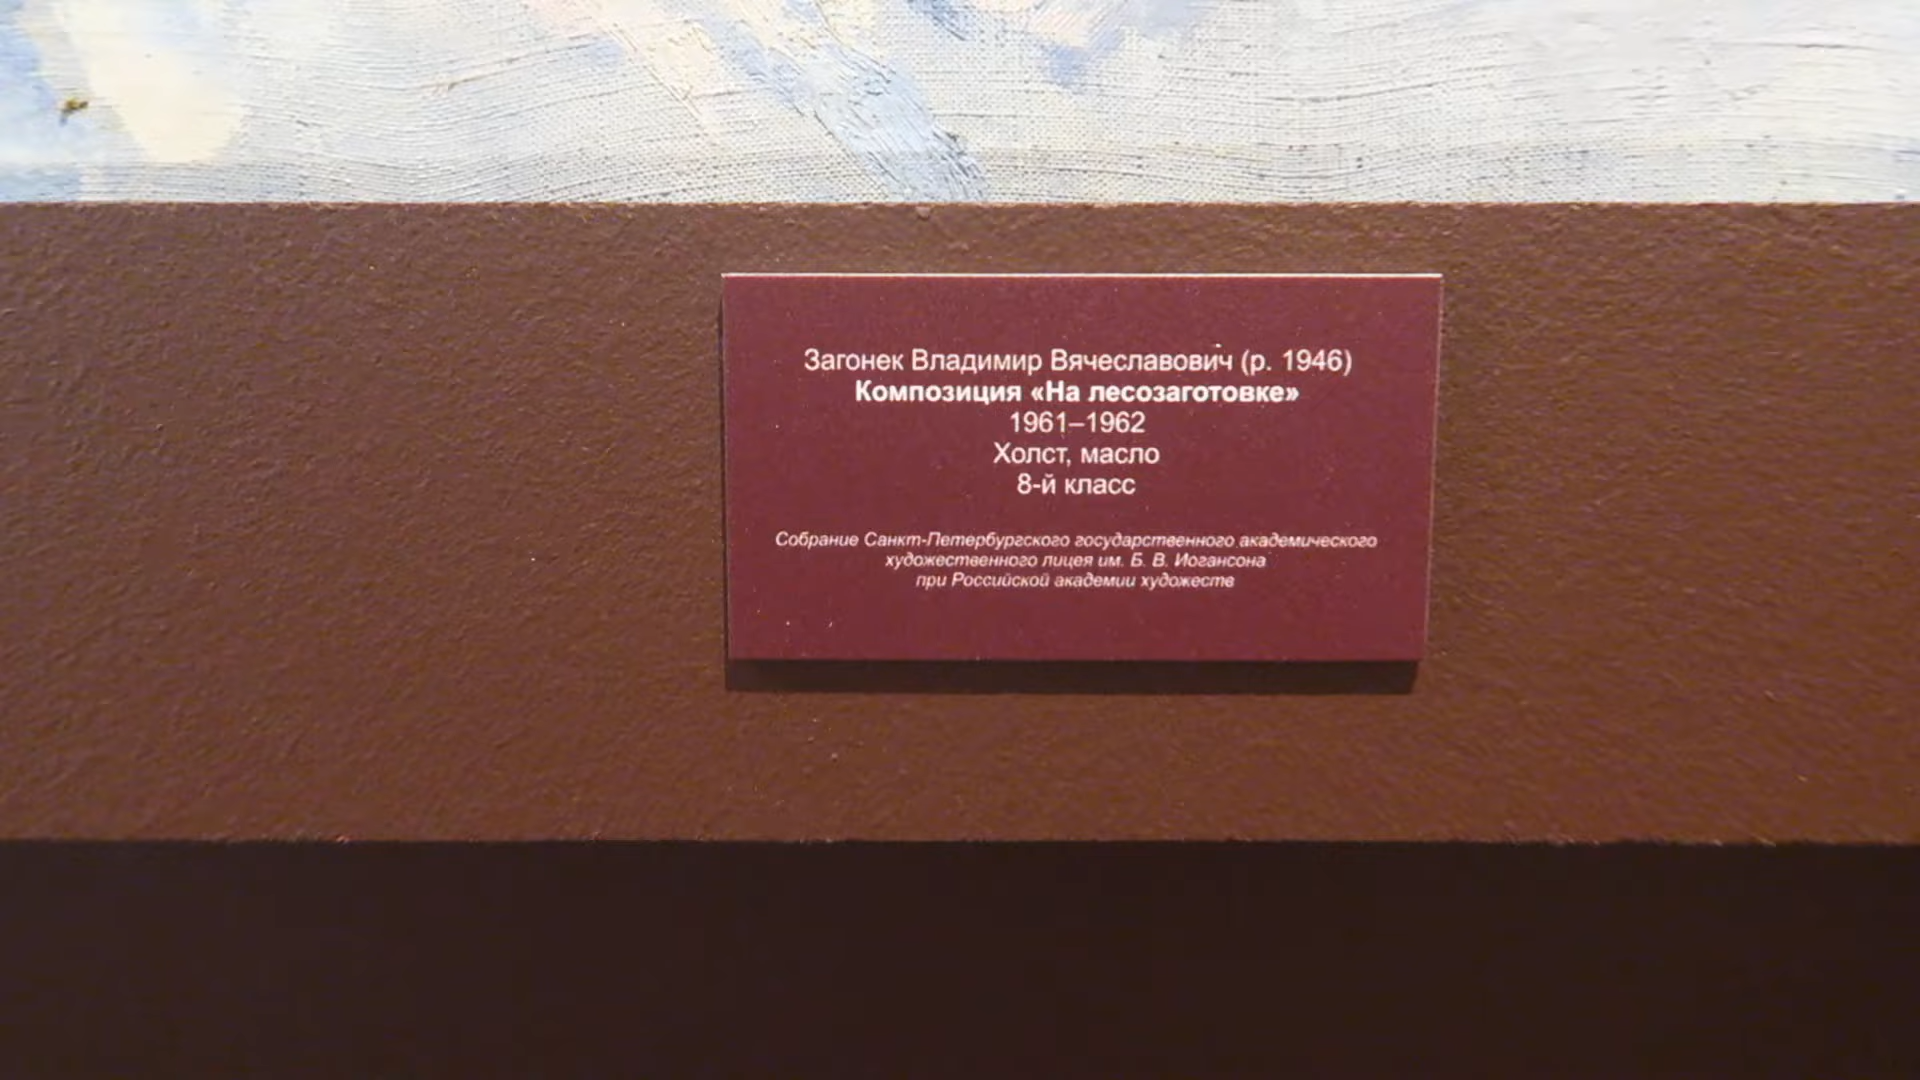 Загонек Владимир Вячеславович (р. 1946)
Композиция «На лесозаготовке»
1961–1962
Холст, масло
8-й класс
Собрание Санкт-Петербургского государственного академического
художественного лицея им. Б. В. Иогансона
при Российской академии художеств